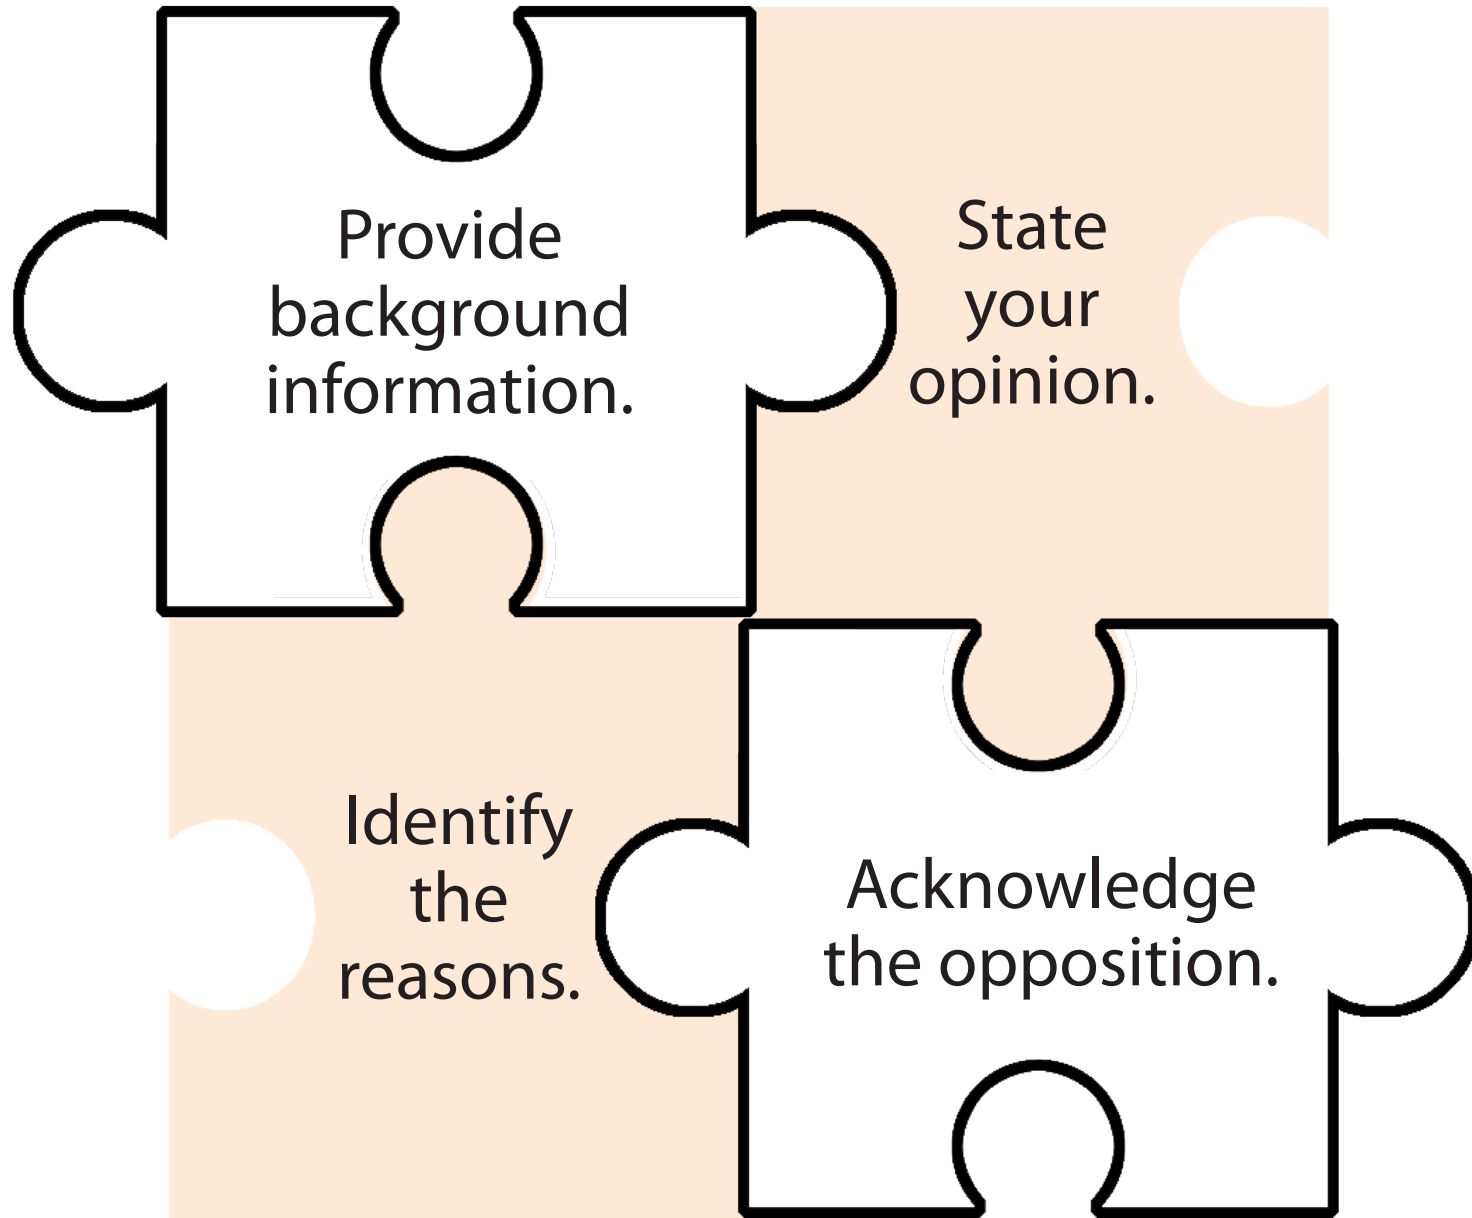 Provide
background
information.
State
your
opinion.
Identify
the
reasons.
Acknowledge
the opposition.